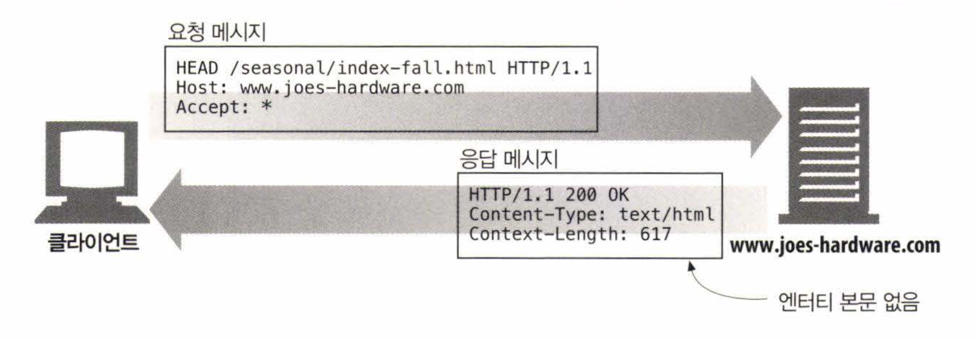 요청 메시지
HEAD /seasonal/index-fall.html HTTP/1.1
Host: www.joes-hardware.com
Accept: *
응답 메시지
HTTP/1.1 200 OK
Content-Type: text/html
Context-Length: 617
클라이언트
www.joes-hardware.com
엔터티 본문 없음